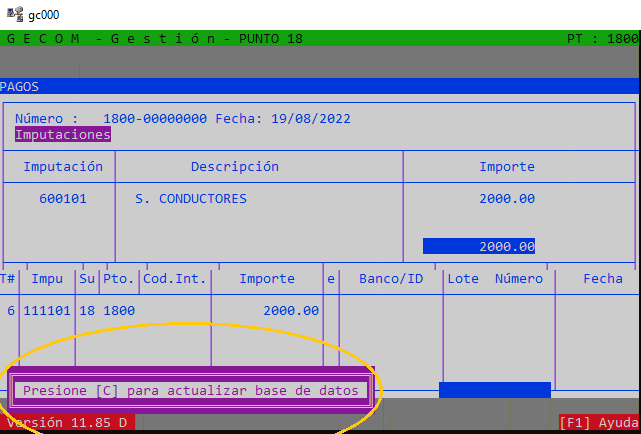 gc000
G E C O M - G e s t i ó n - PUNTO 18 PT : 1800
PAGOS
Número : 1800-00000000 Fecha: 19/08/2022
Imputaciones
Imputación Descripción Importe
600101 S. CONDUCTORES 2000.00
2000.00
T# Impu Su Pto. Cod.Int. Importe e Banco/ID Lote Número Fecha
6 111101 18 1800 2000.00
Presione [C] para actualizar base de datos
Versión 11.85 D [F1] Ayuda